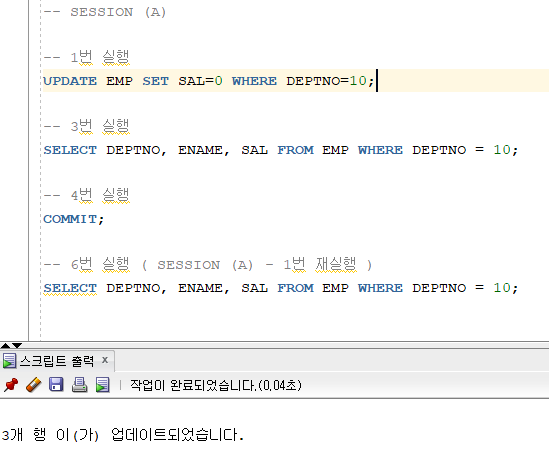 -- SESSION (A)
-- 1번 실행
UPDATE EMP SET SAL=0 WHERE DEPTNO=10;
-- 3번 실행
SELECT DEPTNO, ENAME, SAL FROM EMP WHERE DEPTNO = 10;
-- 4번 실행
COMMIT;
-- 6번 실행 ( SESSION (A) - 1번 재실행 )
SELECT DEPTNO, ENAME, SAL FROM EMP WHERE DEPTNO = 10;
스크립트 출력 x
작업이 완료되었습니다.(0,04초)
3개 행 이(가) 업데이트되었습니다.